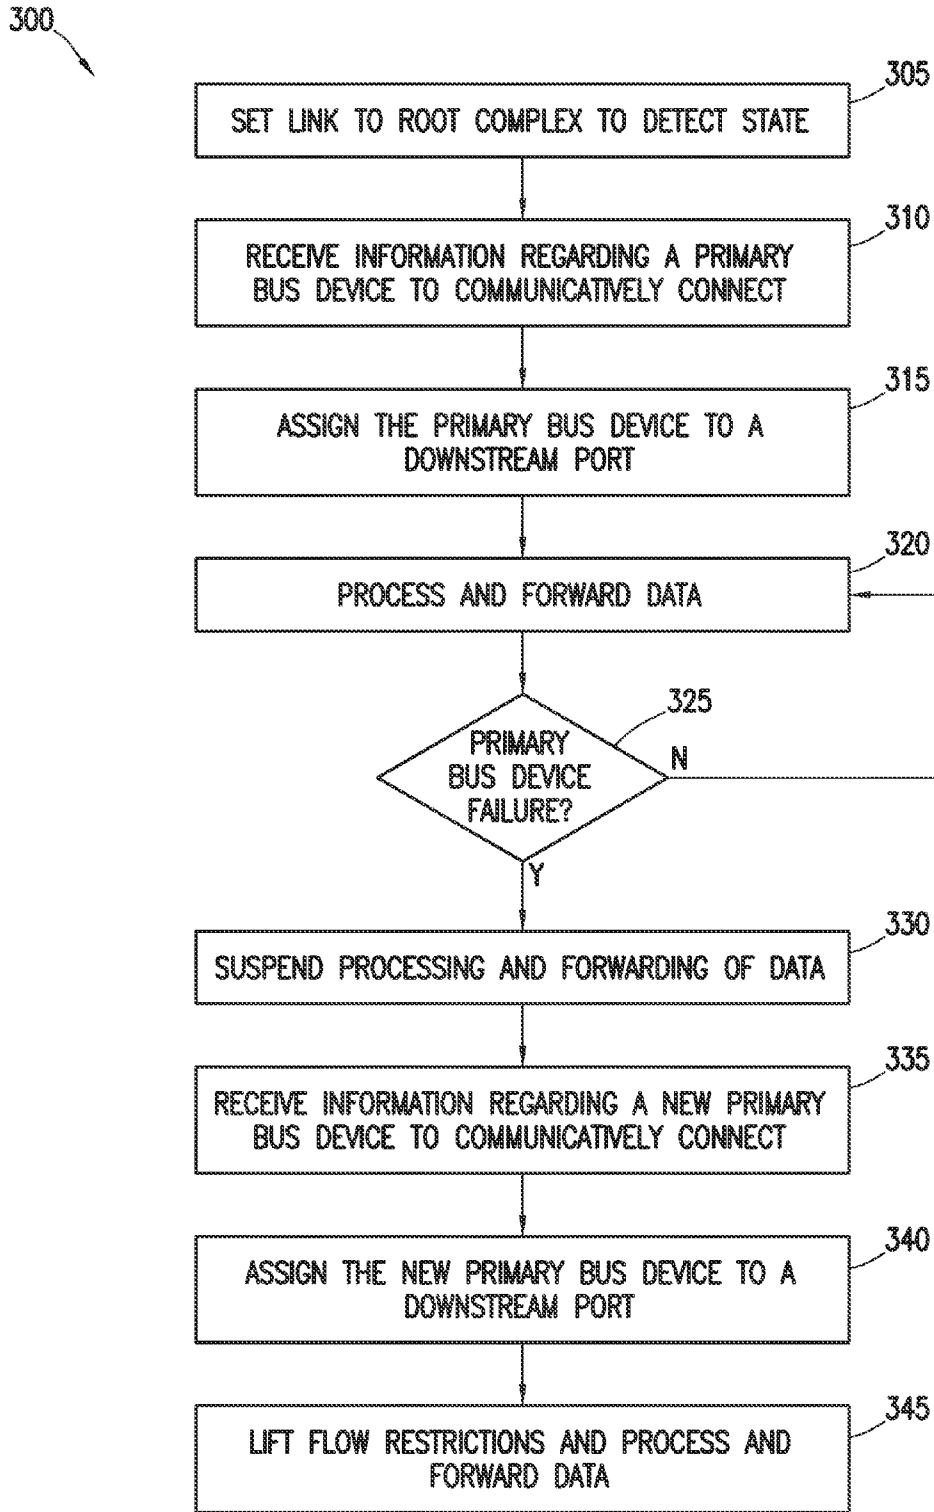 300
305
SET LINK TO ROOT COMPLEX TO DETECT STATE
310
RECEIVE INFORMATION REGARDING A PRIMARY
BUS DEVICE TO COMMUNICATIVELY CONNECT
315
ASSIGN THE PRIMARY BUS DEVICE TO A
DOWNSTREAM PORT
320
PROCESS AND FORWARD DATA
325
PRIMARY
BUS DEVICE
FAILURE?
N
Y
330
SUSPEND PROCESSING AND FORWARDING OF DATA
335
RECEIVE INFORMATION REGARDING A NEW PRIMARY
BUS DEVICE TO COMMUNICATIVELY CONNECT
340
ASSIGN THE NEW PRIMARY BUS DEVICE TO A
DOWNSTREAM PORT
345
LIFT FLOW RESTRICTIONS AND PROCESS AND
FORWARD DATA